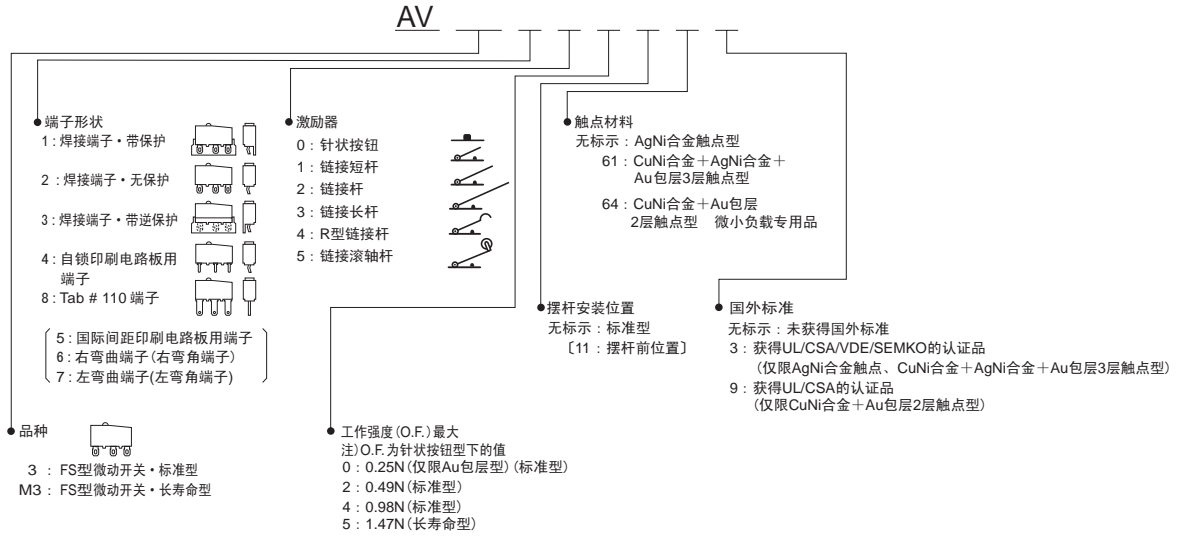 AV
端子形状
1：焊接端子・带保护
2：焊接端子・无保护
3：焊接端子・带逆保护
4：自锁印刷电路板用
端子
8：Tab # 110 端子
5：国际间距印刷电路板用端子
6：右弯曲端子(右弯角端子)
7：左弯曲端子(左弯角端子)
激励器
0：针状按钮
1：链接短杆
2：链接杆
3：链接长杆
4：R型链接杆
5：链接滚轴杆
触点材料
无标示：AgNi合金触点型
61：CuNi合金＋AgNi合金＋
Au包层3层触点型
64：CuNi合金＋Au包层
2层触点型 微小负载专用品
摆杆安装位置
无标示：标准型
〔11：摆杆前位置〕
国外标准
无标示：未获得国外标准
3：获得UL/CSA/VDE/SEMKO的认证品
(仅限AgNi合金触点、CuNi合金＋AgNi合金＋Au包层3层触点型)
9：获得UL/CSA的认证品
(仅限CuNi合金＋Au包层2层触点型)
品种
3：FS型微动开关・标准型
M3：FS型微动开关・长寿命型
工作强度(O.F.)最大
注)O.F.为针状按钮型下的值
0：0.25N(仅限Au包层型)(标准型)
2：0.49N(标准型)
4：0.98N(标准型)
5：1.47N(长寿命型)